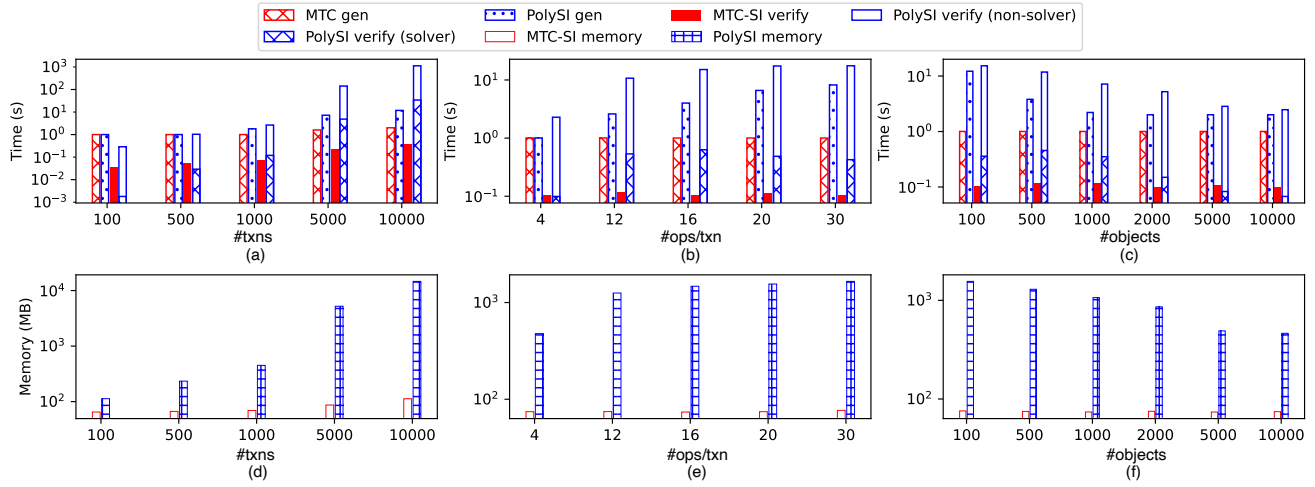 MTC gen PolySI gen MTC-SI verify PolySI verify (non-solver)
PolySI verify (solver) MTC-SI memory PolySI memory
Time (s)
10³
10²
10¹
10⁰
10⁻¹
10⁻²
10⁻³
100 500 1000 5000 10000
#txns
(a)
Time (s)
10¹
10⁰
10⁻¹
4 12 16 20 30
#ops/txn
(b)
Time (s)
10¹
10⁰
10⁻¹
100 500 1000 2000 5000 10000
#objects
(c)
Memory (MB)
10⁴
10³
10²
100 500 1000 5000 10000
#txns
(d)
10³
10²
4 12 16 20 30
#ops/txn
(e)
10³
10²
100 500 1000 2000 5000 10000
#objects
(f)